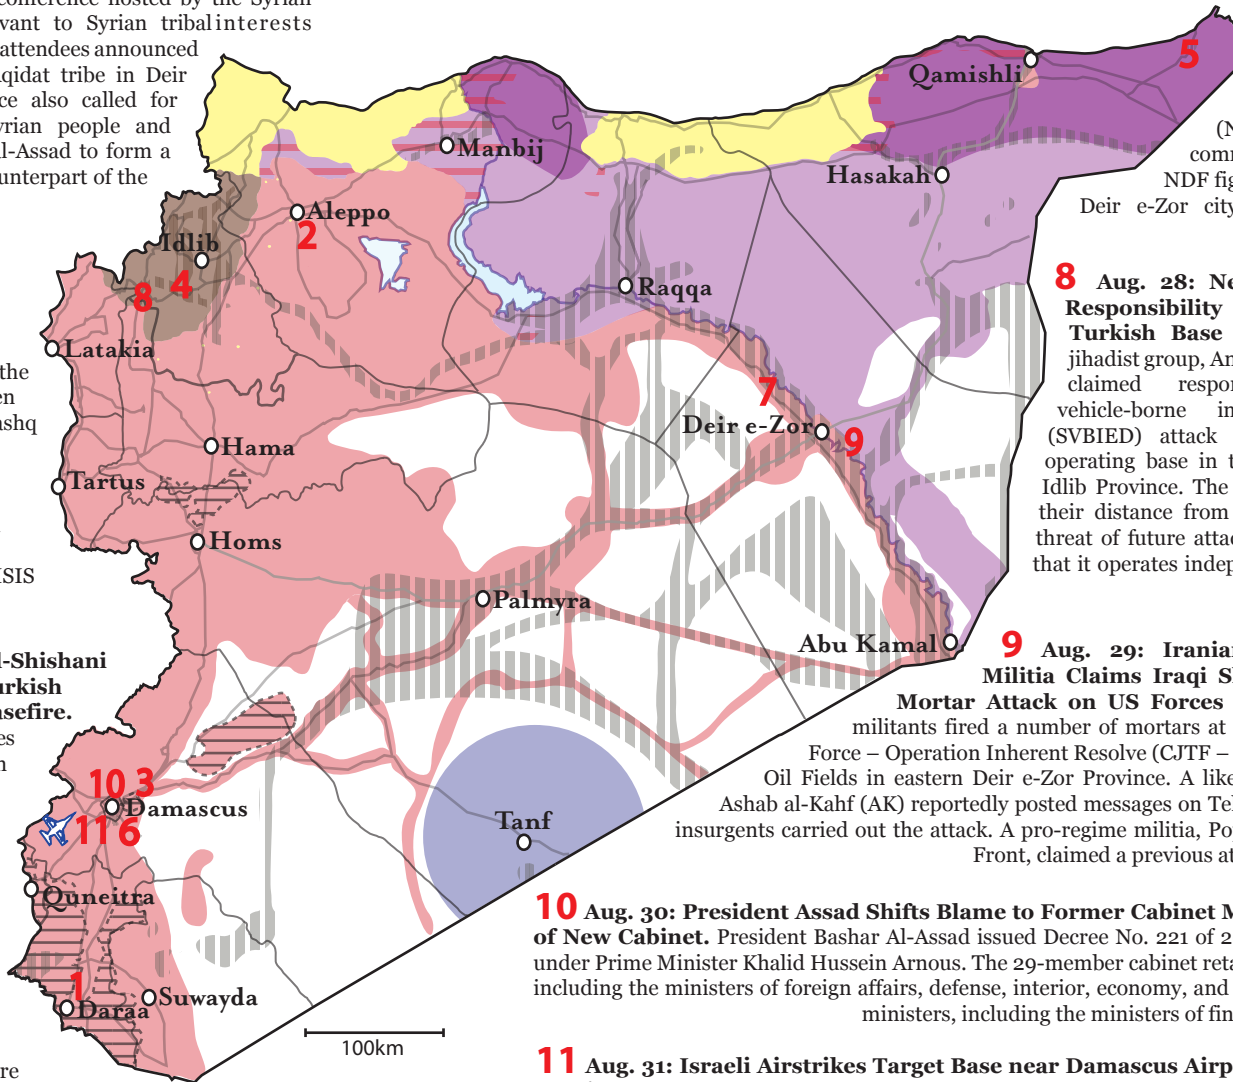 conference hosted by the Syrian
vant to Syrian tribal interests
attendees announced
qidat tribe in Deir
ce also called for
yrian people and
l-Assad to form a
unterpart of the
the
en
ashq
ISIS
l-Shishani
urkish
asefire.
es
n
re
Qamishli
5
Manbij
Hasakah
Aleppo
2
Idlib
4
8
Raqqa
Latakia
7
Deir e-Zor
9
Hama
Tartus
Homs
Palmyra
Abu Kamal
10 3
Damascus
11 6
Tanf
Quneitra
1
Daraa
Suwayda
100km
(N
comm
NDF fig
Deir e-Zor city
8 Aug. 28: Ne
Responsibility
Turkish Base
jihadist group, An
claimed respon
vehicle-borne in
(SVBIED) attack
operating base in t
Idlib Province. The
their distance from
threat of future attac
that it operates indep
9 Aug. 29: Iranian
Militia Claims Iraqi Sh
Mortar Attack on US Forces
militants fired a number of mortars at
Force – Operation Inherent Resolve (CJTF –
Oil Fields in eastern Deir e-Zor Province. A like
Ashab al-Kahf (AK) reportedly posted messages on Tel
insurgents carried out the attack. A pro-regime militia, Po
Front, claimed a previous at
10 Aug. 30: President Assad Shifts Blame to Former Cabinet M
of New Cabinet. President Bashar Al-Assad issued Decree No. 221 of 2
under Prime Minister Khalid Hussein Arnous. The 29-member cabinet reta
including the ministers of foreign affairs, defense, interior, economy, and
ministers, including the ministers of fin
11 Aug. 31: Israeli Airstrikes Target Base near Damascus Airp